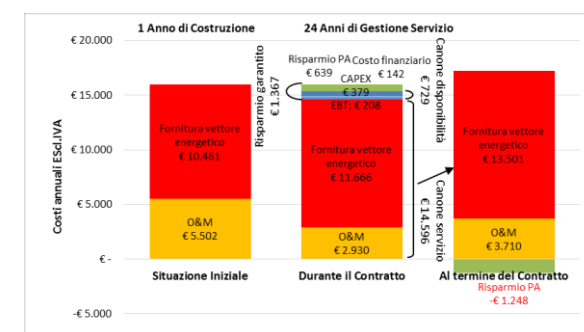 1 Anno di Costruzione
24 Anni di Gestione Servizio
Costi annuali ESd.IVA
€ 20.000
€ 15.000
€ 10.000
€ 5.000
€ -
-€ 5.000
Fornitura vettore
energetico
€ 10.461
O&M
€ 5.502
Situazione Iniziale
Risparmio garantito
€ 1.367
Risparmio PA
€ 639
Costo finanziario
€ 142
CAPEX
€ 379
EBT; € 208
Fornitura vettore
energetico
€ 11.666
O&M
€ 2.930
Durante il Contratto
Canone disponibilità
€ 729
Canone servizio
€ 14.596
Fornitura vettore
energetico
€ 13.501
O&M
€ 3.710
Al termine del Contratto
Risparmio PA
-€ 1.248